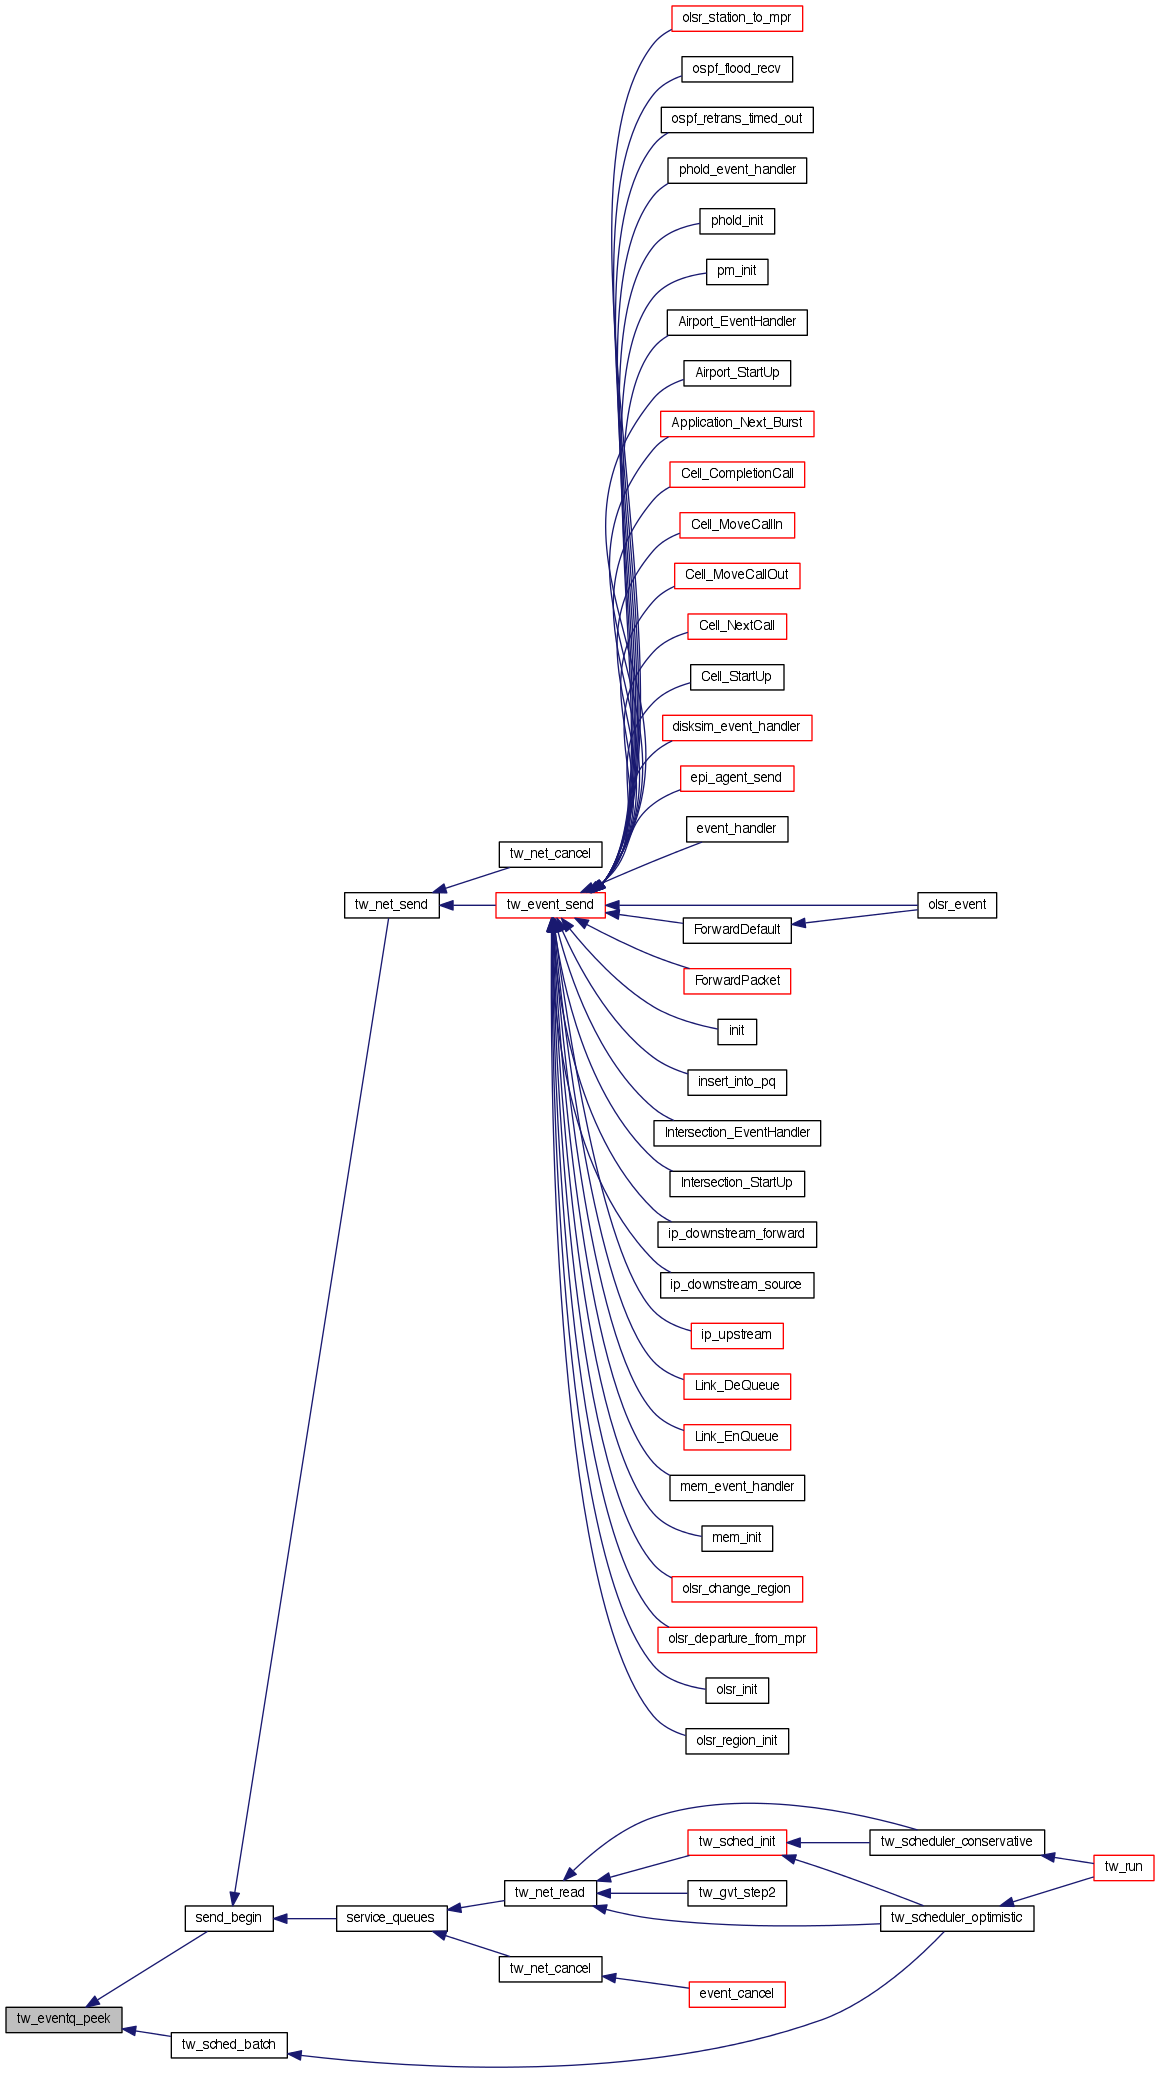 olsr_station_to_mpr
ospf_flood_recv
ospf_retrans_timed_out
phold_event_handler
phold_init
pm_init
Airport_EventHandler
Airport_StartUp
Application_Next_Burst
Cell_CompletionCall
Cell_MoveCallIn
Cell_MoveCallOut
Cell_NextCall
Cell_StartUp
disksim_event_handler
epi_agent_send
event_handler
tw_net_cancel
tw_net_send
tw_event_send
olsr_event
ForwardDefault
ForwardPacket
init
insert_into_pq
Intersection_EventHandler
Intersection_StartUp
ip_downstream_forward
ip_downstream_source
ip_upstream
Link_DeQueue
Link_EnQueue
mem_event_handler
mem_init
olsr_change_region
olsr_departure_from_mpr
olsr_init
olsr_region_init
tw_sched_init
tw_scheduler_conservative
tw_run
tw_net_read
tw_gvt_step2
send_begin
service_queues
tw_scheduler_optimistic
tw_net_cancel
event_cancel
tw_eventq_peek
tw_sched_batch